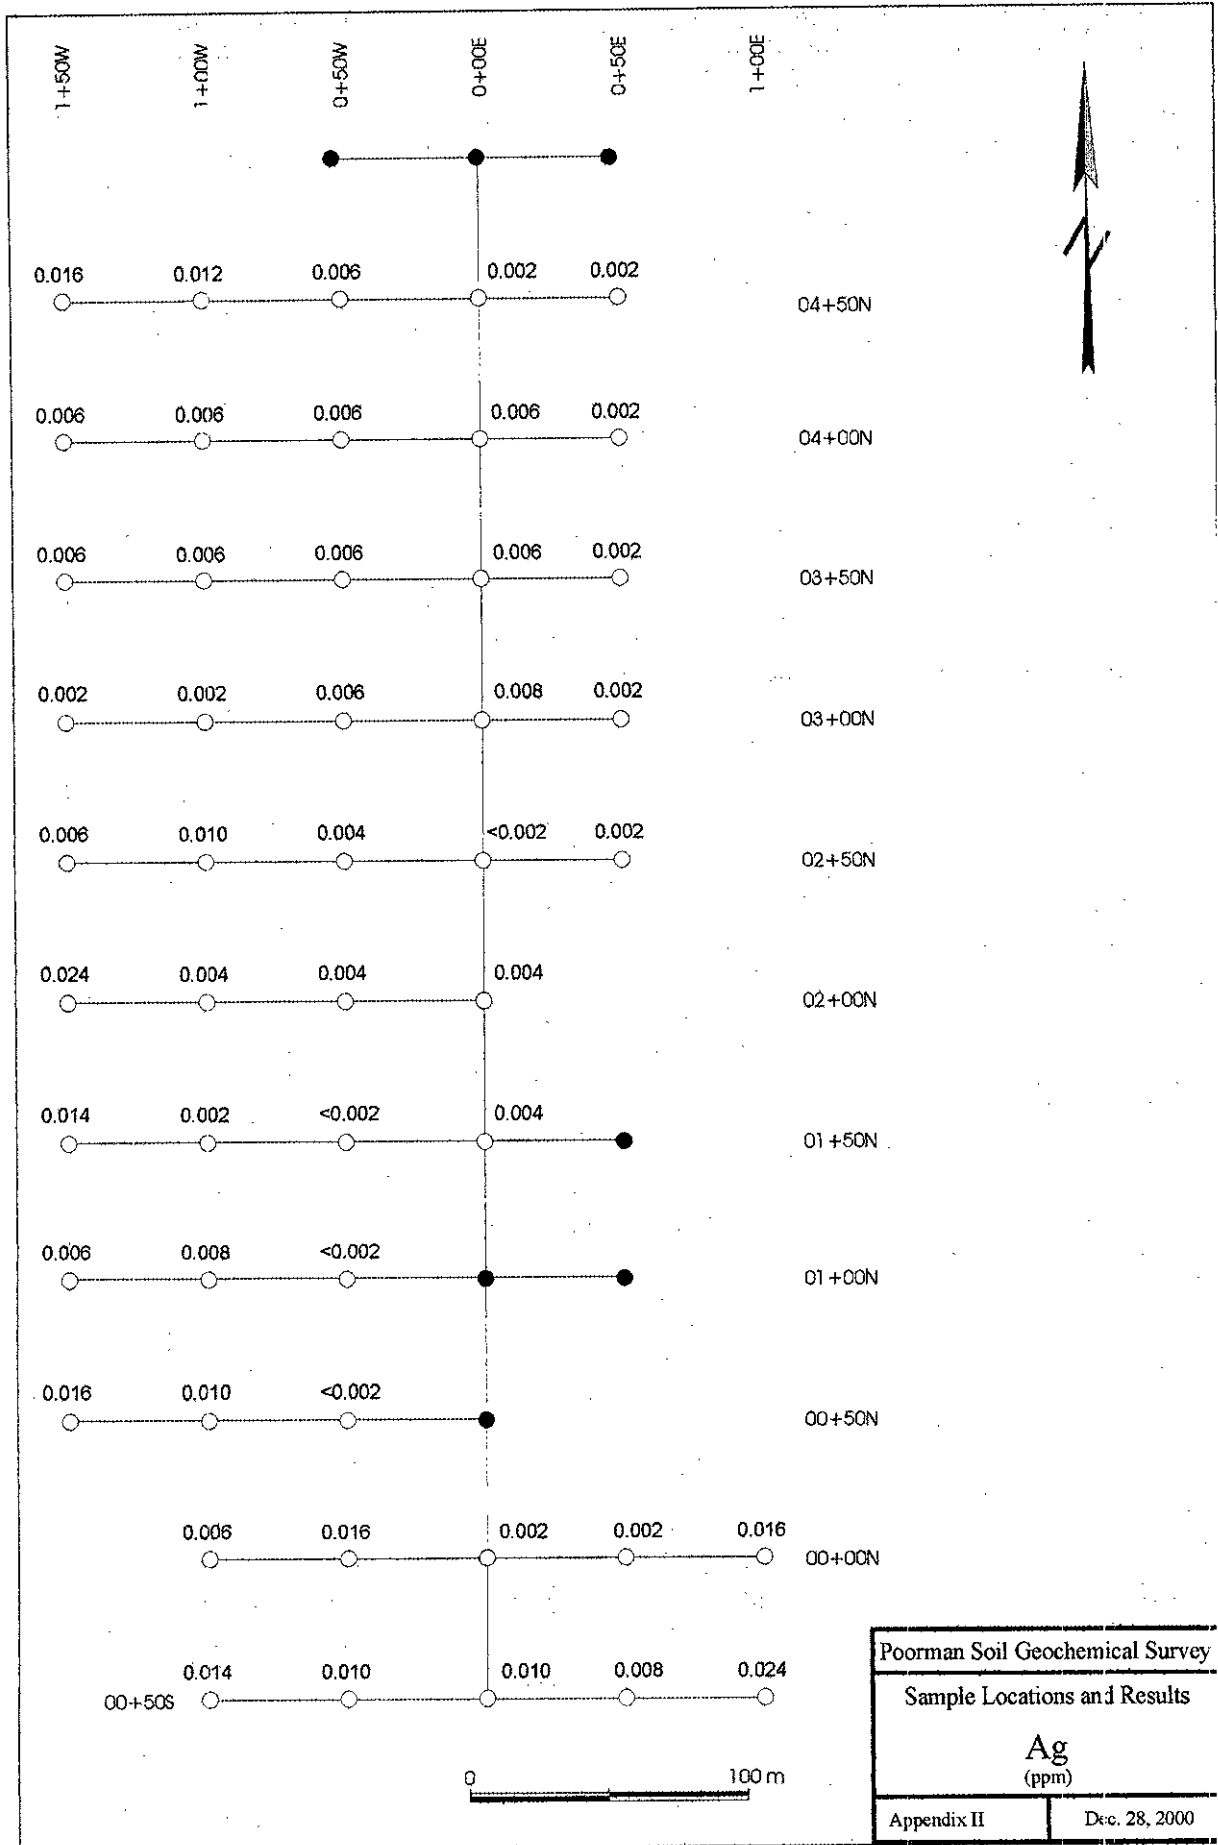 1+50W 1+00W 0+50W 0+00E 0+50E 1+00E
0.016 0.012 0.006 0.002 0.002
04+50N
0.006 0.006 0.006 0.006 0.002
04+00N
0.006 0.006 0.006 0.006 0.002
03+50N
0.002 0.002 0.006 0.008 0.002
03+00N
0.006 0.010 0.004 <0.002 0.002
02+50N
0.024 0.004 0.004 0.004
02+00N
0.014 0.002 <0.002 0.004
01+50N
0.006 0.008 <0.002
01+00N
0.016 0.010 <0.002
00+50N
0.006 0.016 0.002 0.002 0.016
00+00N
0.014 0.010 0.010 0.008 0.024
00+50S
0 100 m
Poorman Soil Geochemical Survey
Sample Locations and Results
Ag
(ppm)
Appendix II
Dec. 28, 2000